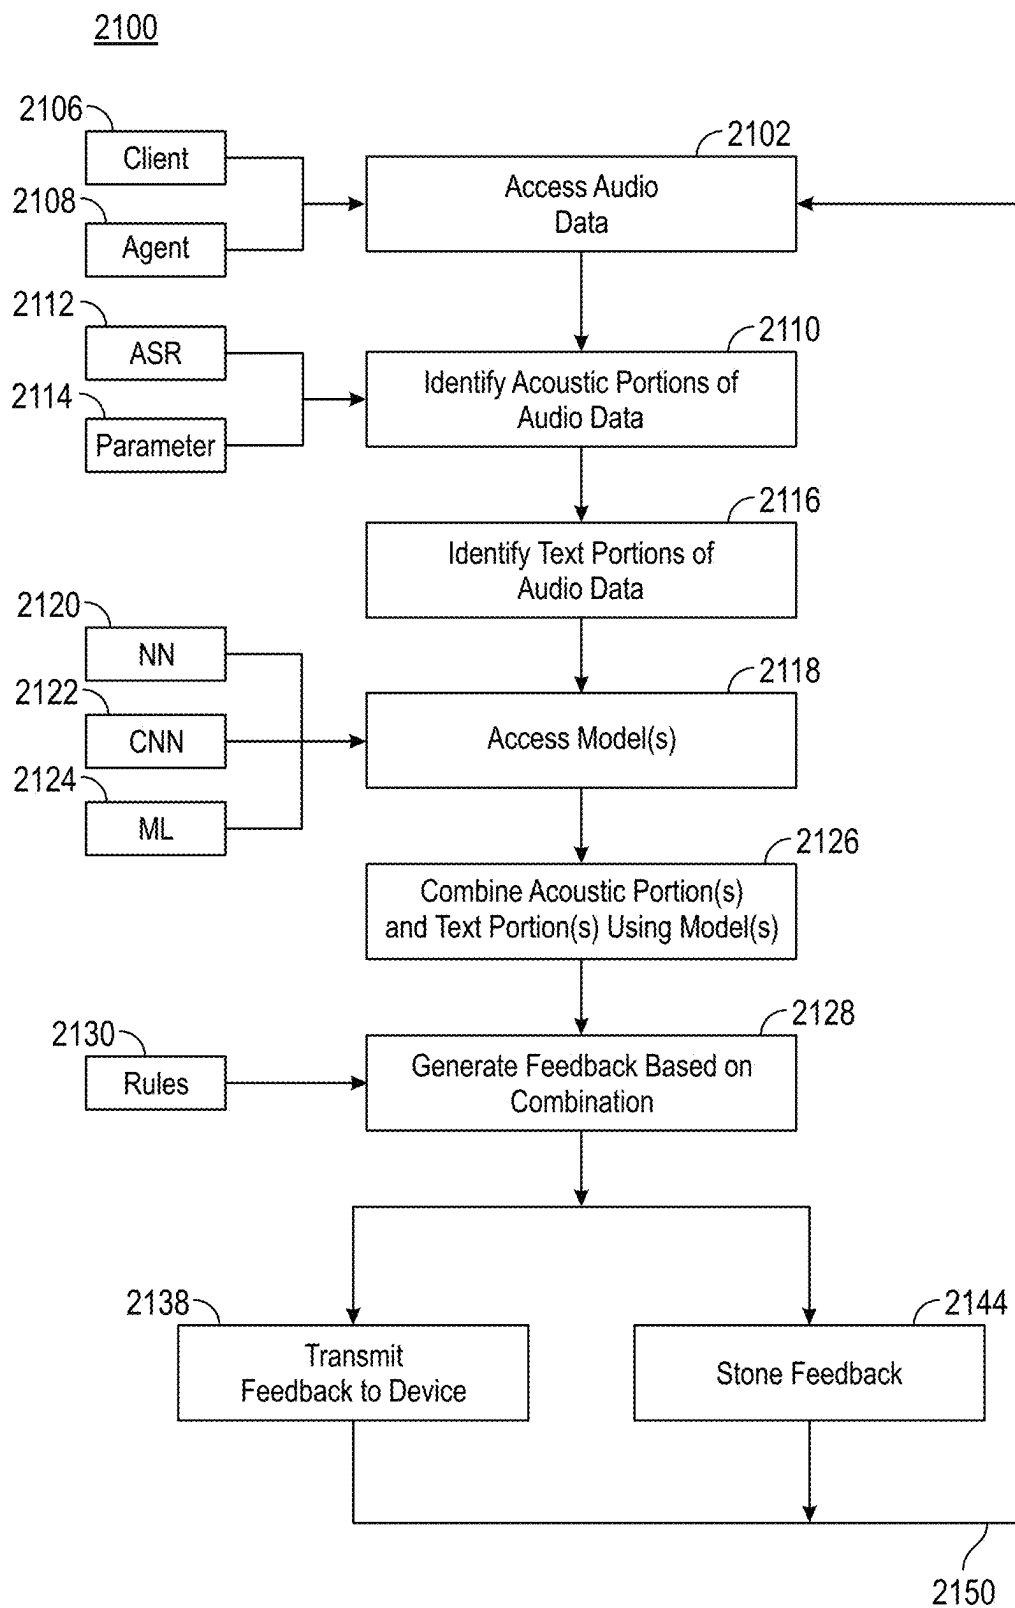 2100
2106
Client
2102
Access Audio
Data
2108
Agent
2112
ASR
2110
Identify Acoustic Portions of
Audio Data
2114
Parameter
2116
Identify Text Portions of
Audio Data
2120
NN
2118
Access Model(s)
2122
CNN
2124
ML
2126
Combine Acoustic Portion(s)
and Text Portion(s) Using Model(s)
2128
Generate Feedback Based on
Combination
2130
Rules
2138
Transmit
Feedback to Device
2144
Stone Feedback
2150